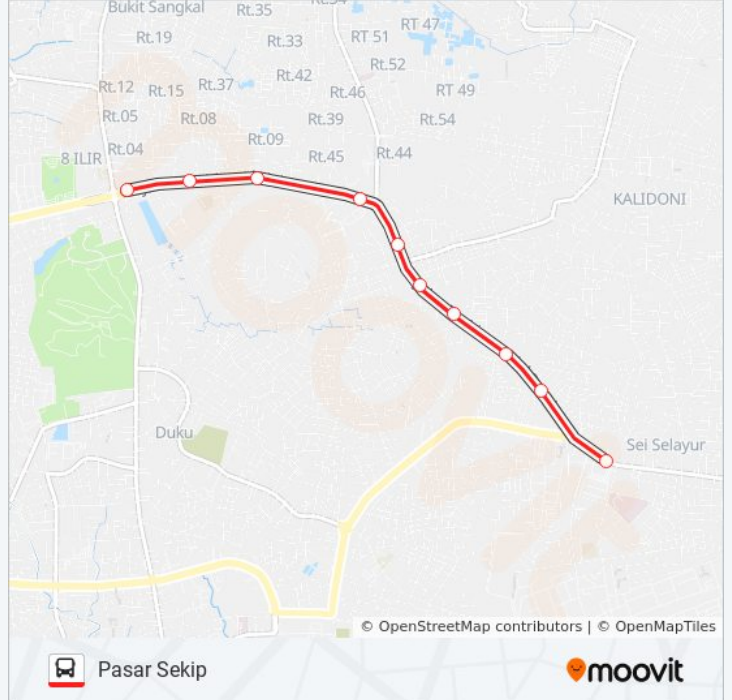 Bukit Sangkal
Rt.35
RT 47
Rt.19
Rt.33
RT 51
Rt.52
Rt.42
Rt.12
Rt.15
Rt.37
Rt.46
RT 49
Rt.05
Rt.08
Rt.39
Rt.54
Rt.09
8 ILIR
Rt.04
Rt.45
Rt.44
KALIDONI
Duku
Sei Selayur
© OpenStreetMap contributors | © OpenMapTiles
Pasar Sekip
moovit